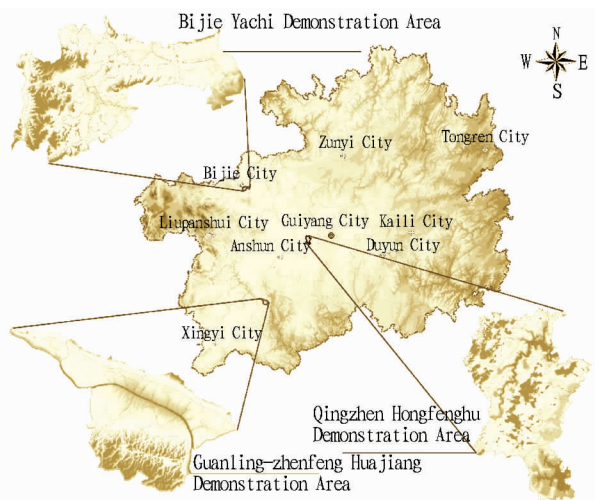 Bijie Yachi Demonstration Area
N
W E
S
Zunyi City
Tongren City
Bijie City
Liupanshui City
Guiyang City
Kaili City
Anshun City
Duyun City
Xingyi City
Qingzhen Hongfenghu
Demonstration Area
Guanling-zhenfeng Huajiang
Demonstration Area